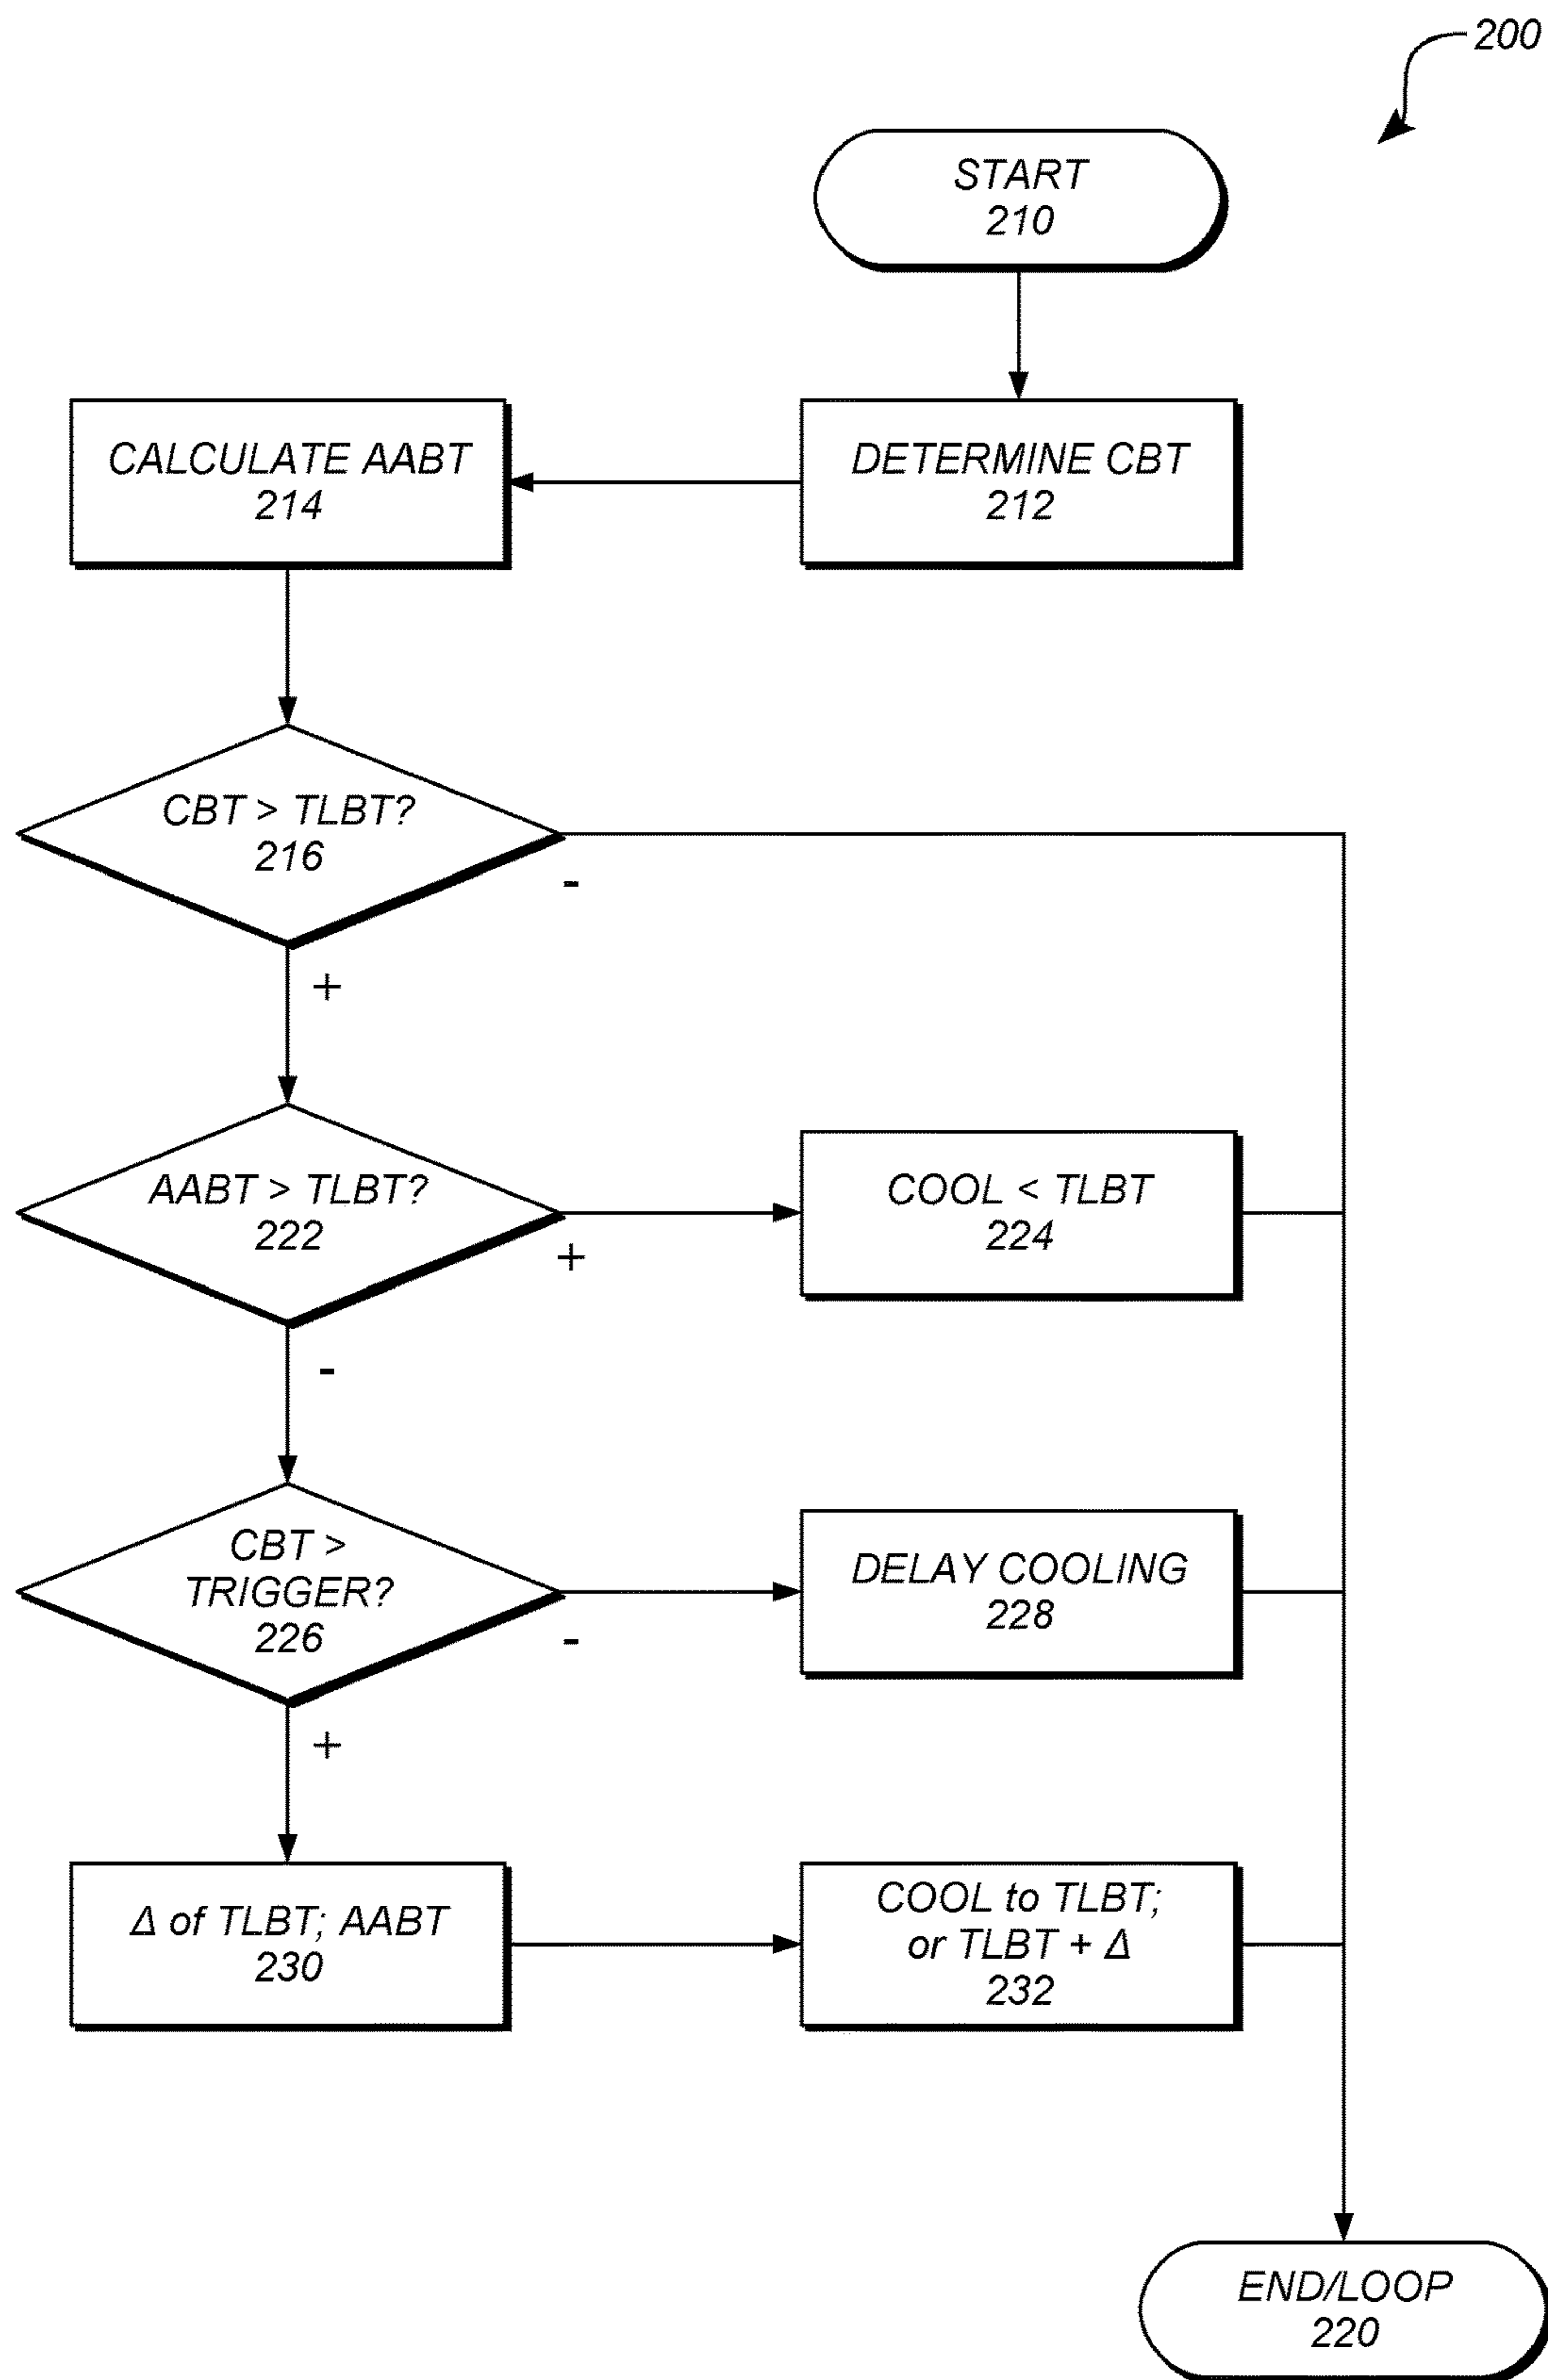 200
START
210
CALCULATE AABT
214
DETERMINE CBT
212
CBT > TLBT?
216
-
+
AABT > TLBT?
222
+
COOL < TLBT
224
-
CBT >
TRIGGER?
226
-
DELAY COOLING
228
+
Δ of TLBT; AABT
230
COOL to TLBT;
or TLBT + Δ
232
END/LOOP
220